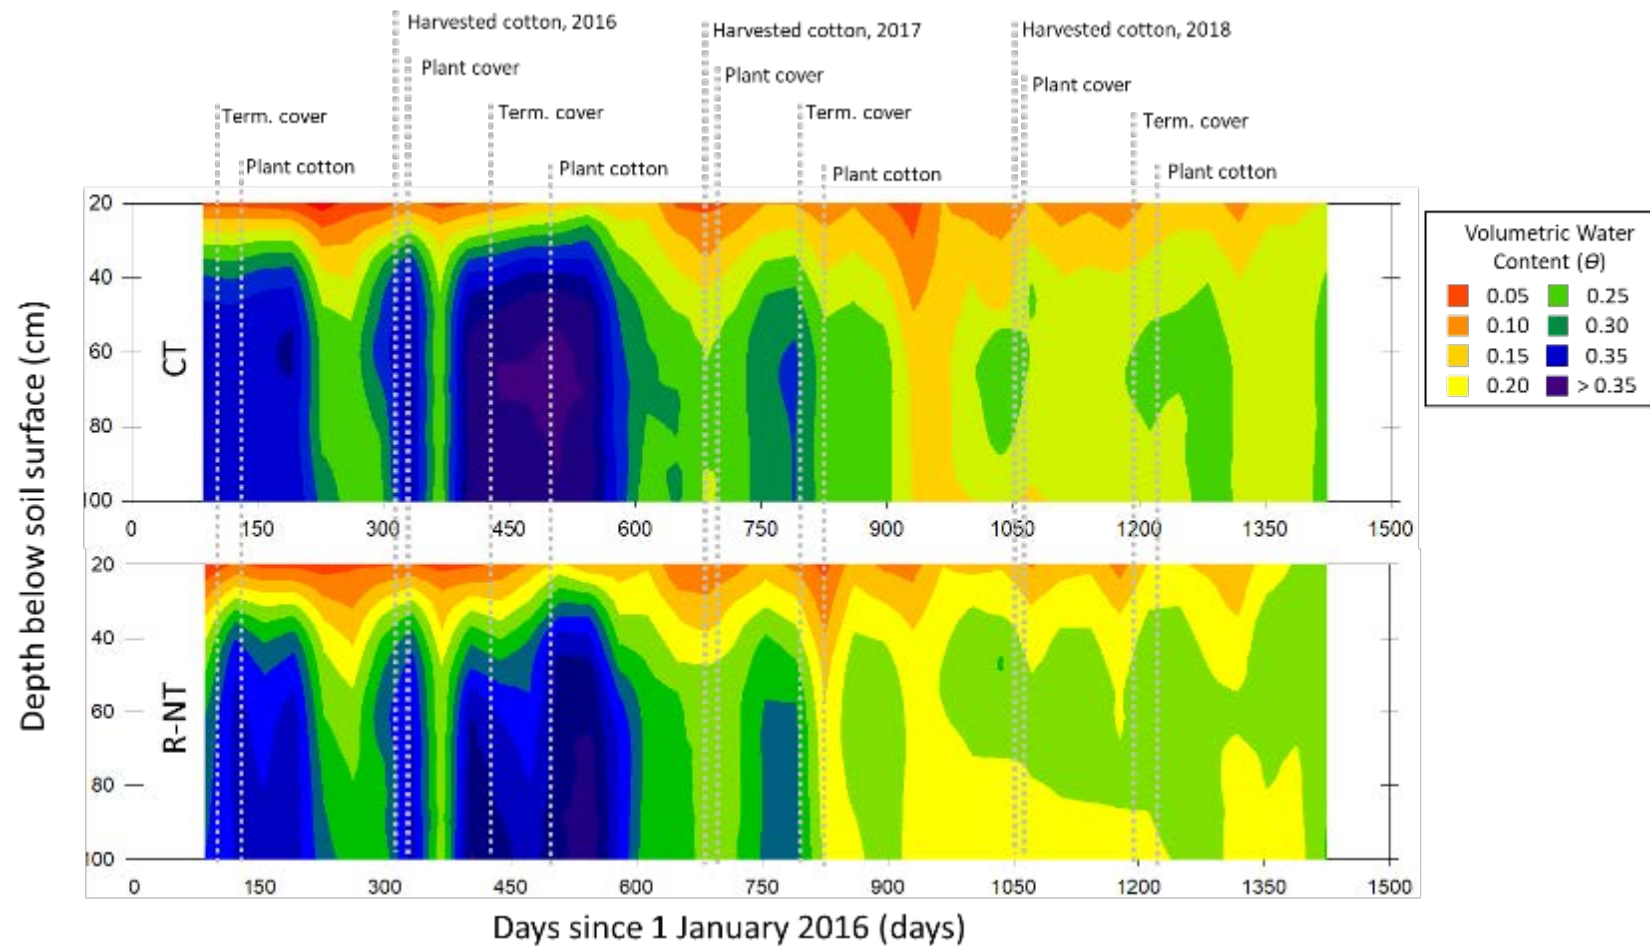 Harvested cotton, 2016
Harvested cotton, 2017
Harvested cotton, 2018
Plant cover
Plant cover
Plant cover
Term. cover
Term. cover
Term. cover
Term. cover
Plant cotton
Plant cotton
Plant cotton
Plant cotton
Depth below soil surface (cm)
CT
20
40
60
80
100
0 150 300 450 600 750 900 1050 1200 1350 1500
Volumetric Water
Content (θ)
0.05 0.25
0.10 0.30
0.15 0.35
0.20 > 0.35
R-NT
20
40
60
80
100
0 150 300 450 600 750 900 1050 1200 1350 1500
Days since 1 January 2016 (days)